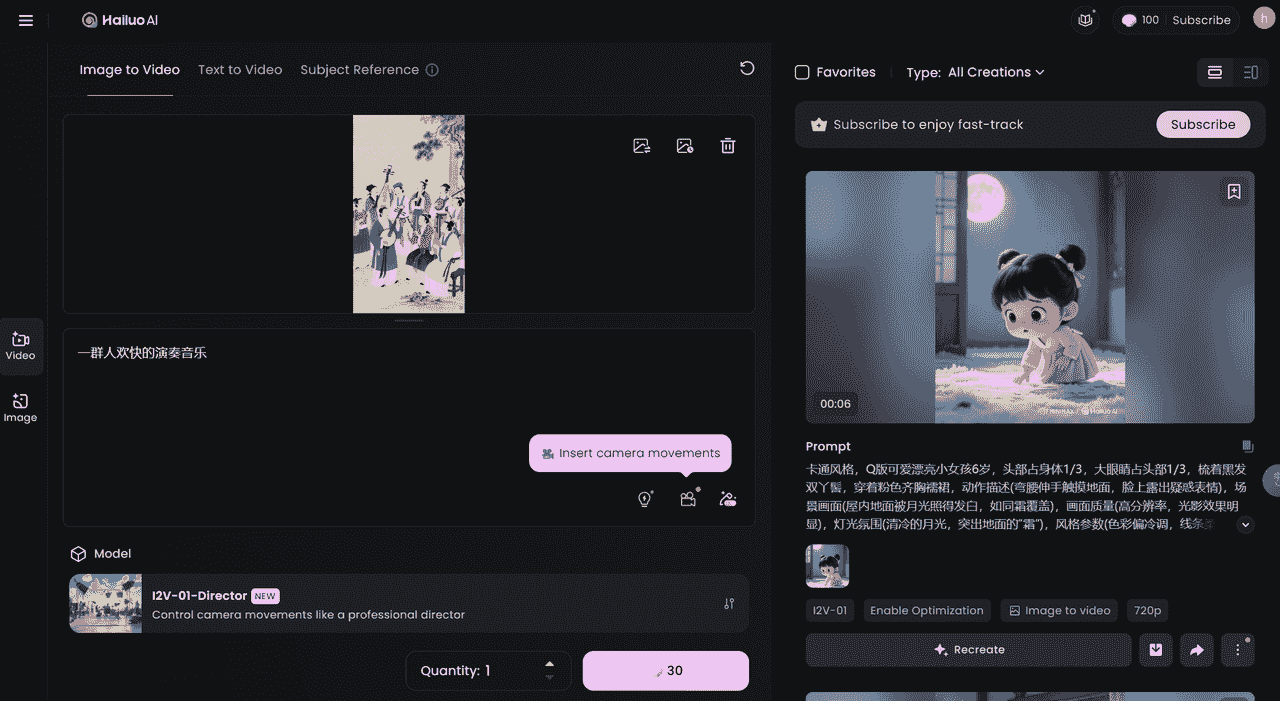 Hailuo AI
100
Subscribe
h
Image to Video
Text to Video
Subject Reference
Video
Image
一群人欢快的演奏音乐
Insert camera movements
Model
I2V-01-Director NEW
Control camera movements like a professional director
Quantity: 1
30
Favorites
Type: All Creations
Subscribe to enjoy fast-track
Subscribe
00:06
Prompt
卡通风格，Q版可爱漂亮小女孩6岁，头部占身体1/3，大眼睛占头部1/3，梳着黑发
双丫髻，穿着粉色齐胸襦裙，动作描述(弯腰伸手触摸地面，脸上露出疑惑表情)，场
景画面(屋内地面被月光照得发白，如同霜覆盖)，画面质量(高分辨率，光影效果明
显)，灯光氛围(清冷的月光，突出地面的"霜")，风格参数(色彩偏冷调，线条
I2V-01
Enable Optimization
Image to video
720p
Recreate